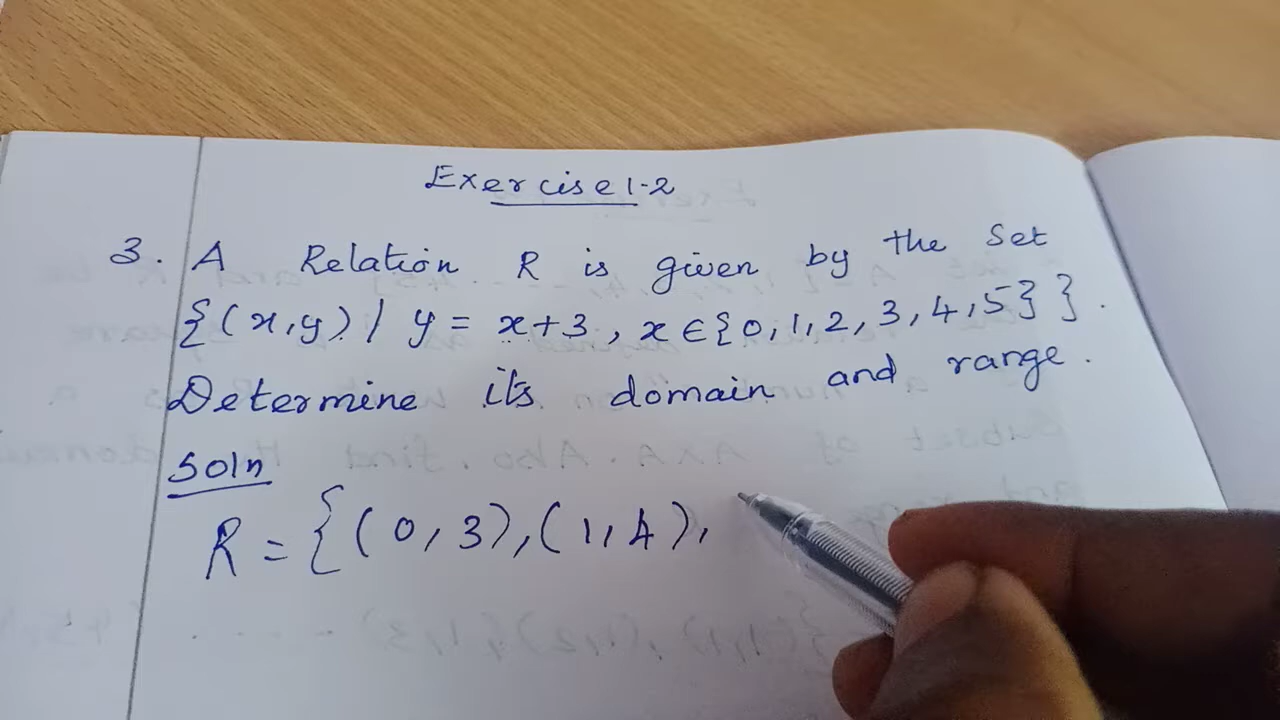 Exercise 1-2
3. A Relation R is given by the Set
{(x,y) / y = x+3, x ∈ {0,1,2,3,4,5} }.
Determine its domain and range.
Soln
R = {(0,3),(1,4),